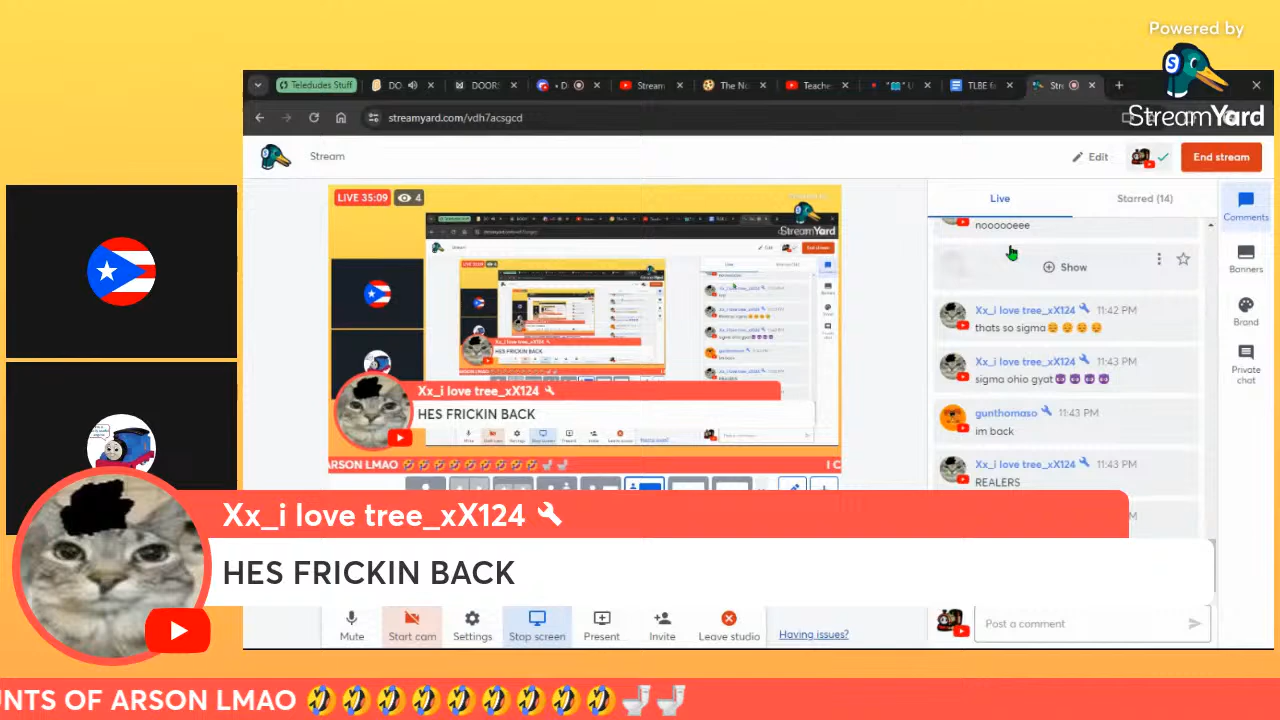 Powered by
StreamYard
Teledudes Stuff
DO
DOOR
D
Stream
The Nu
Teache
U
TLBE f
Str
streamyard.com/vdh7acsgcd
Stream
Edit
End stream
LIVE 35:09
4
StreamYard
Live
Starred (14)
Comments
Banners
Brand
Private
chat
noooooeee
Show
Xx_i love tree_xX124 11:42 PM
thats so sigma😔😔😔😔
Xx_i love tree_xX124 11:43 PM
sigma ohio gyat😈😈😈😈
gunthomaso 11:43 PM
im back
Xx_i love tree_xX124 11:43 PM
REALERS
Xx_i love tree_xX124
HES FRICKIN BACK
ARSON LMAO 🤣🤣🤣🤣🤣🤣🤣🤣🤣🚽🚽
I C
Xx_i love tree_xX124
HES FRICKIN BACK
Mute
Start cam
Settings
Stop screen
Present
Invite
Leave studio
Having issues?
Post a comment
UNTS OF ARSON LMAO 🤣🤣🤣🤣🤣🤣🤣🤣🤣🚽🚽